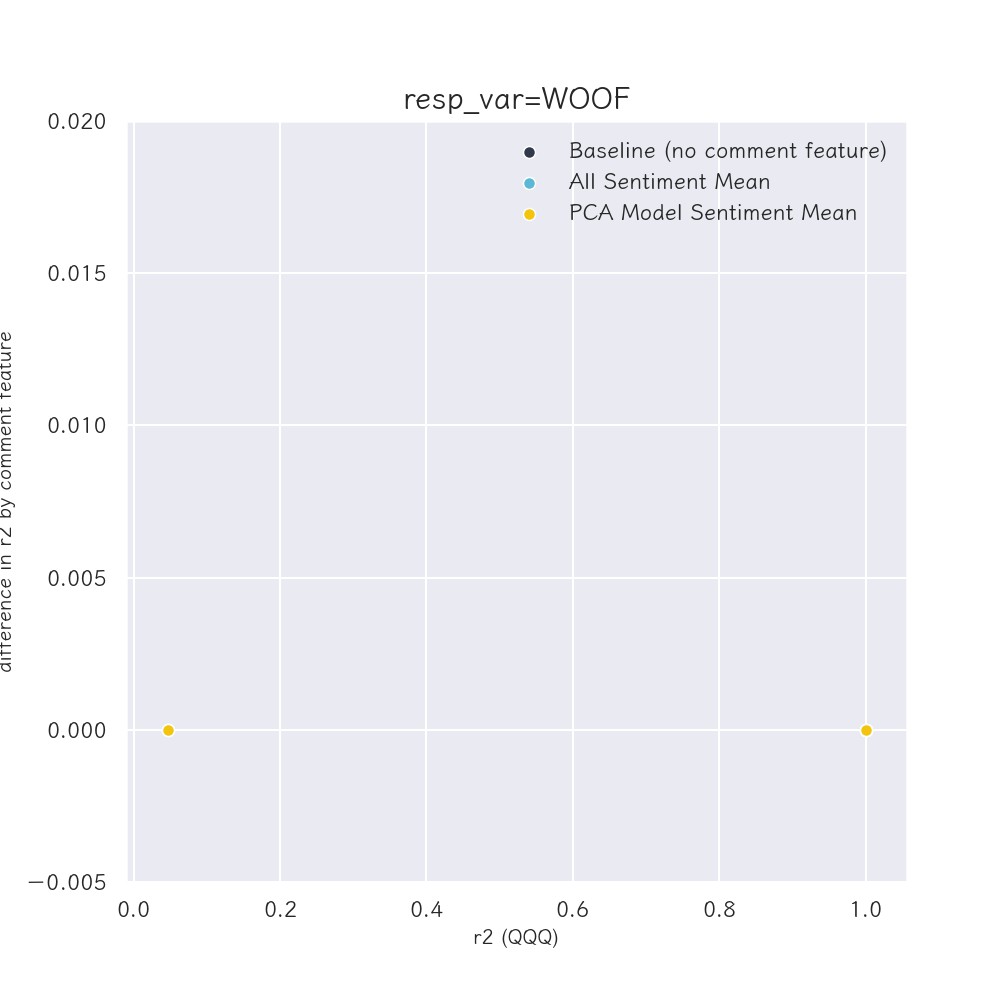 resp_var=WOOF
0.020
0.015
0.010
0.005
0.000
−0.005
difference in r2 by comment feature
Baseline (no comment feature)
All Sentiment Mean
PCA Model Sentiment Mean
0.0 0.2 0.4 0.6 0.8 1.0
r2 (QQQ)